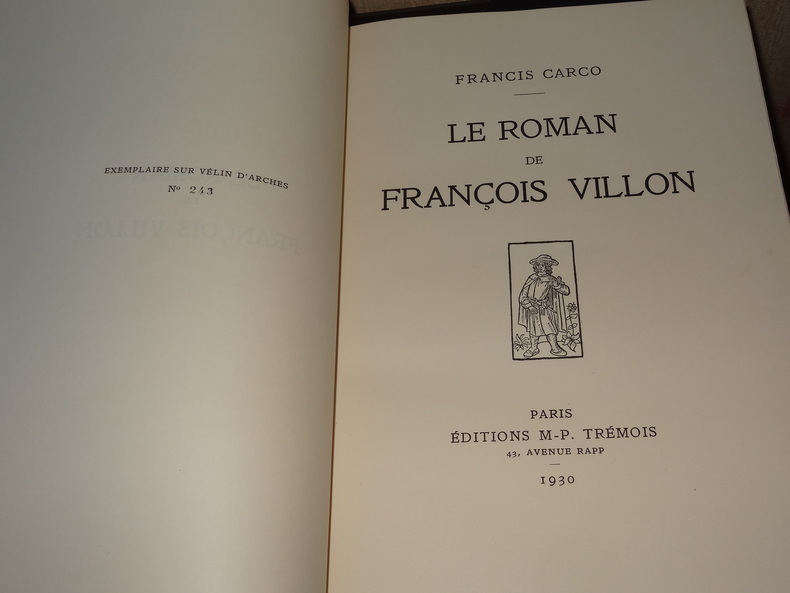 EXEMPLAIRE SUR VÉLIN D'ARCHES
Nº 243
FRANCIS CARCO
LE ROMAN
DE
FRANÇOIS VILLON
PARIS
ÉDITIONS M-P. TRÉMOIS
43, AVENUE RAPP
1930